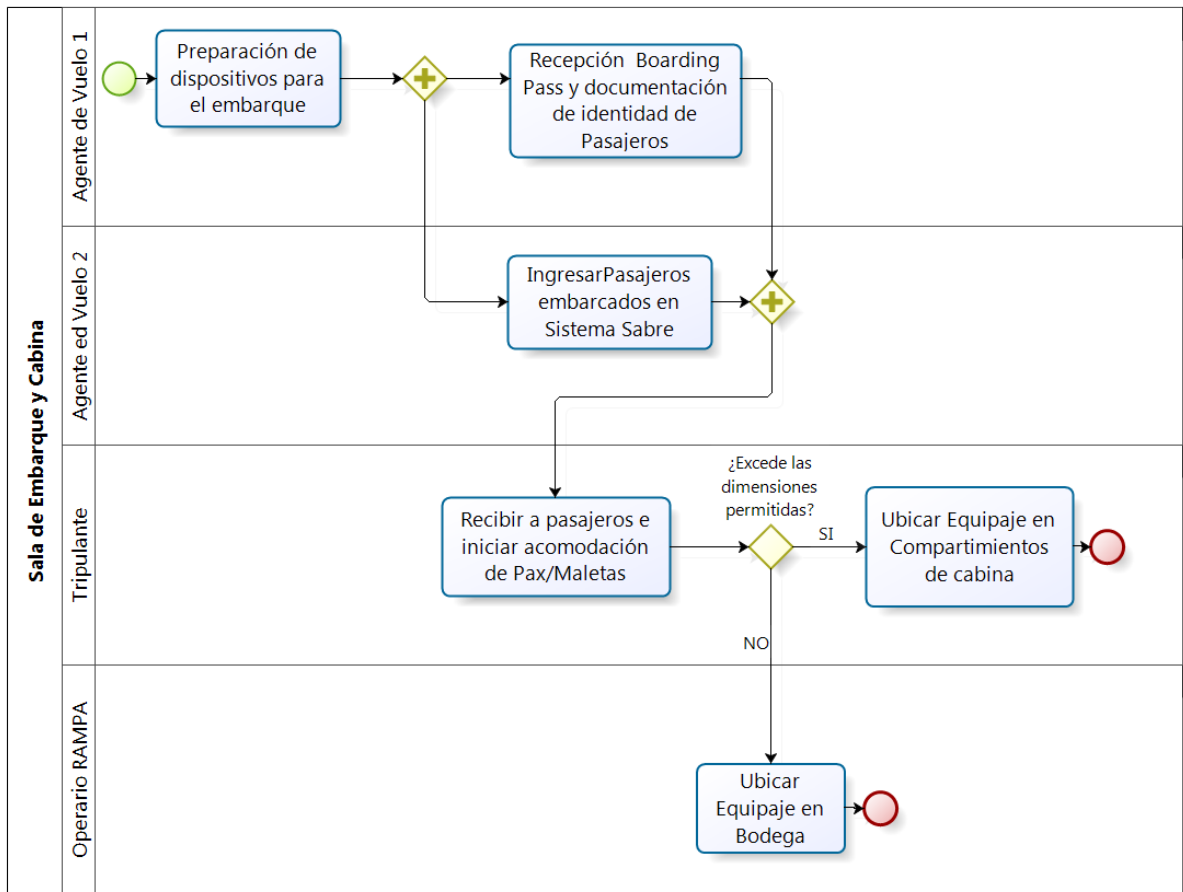 Sala de Embarque y Cabina
Agente de Vuelo 1
Preparación de
dispositivos para
el embarque
Recepción  Boarding
Pass y documentación
de identidad de
Pasajeros
Agente ed Vuelo 2
IngresarPasajeros
embarcados en
Sistema Sabre
Tripulante
Recibir a pasajeros e
iniciar acomodación
de Pax/Maletas
¿Excede las
dimensiones
permitidas?
SI
Ubicar Equipaje en
Compartimientos
de cabina
NO
Operario RAMPA
Ubicar
Equipaje en
Bodega